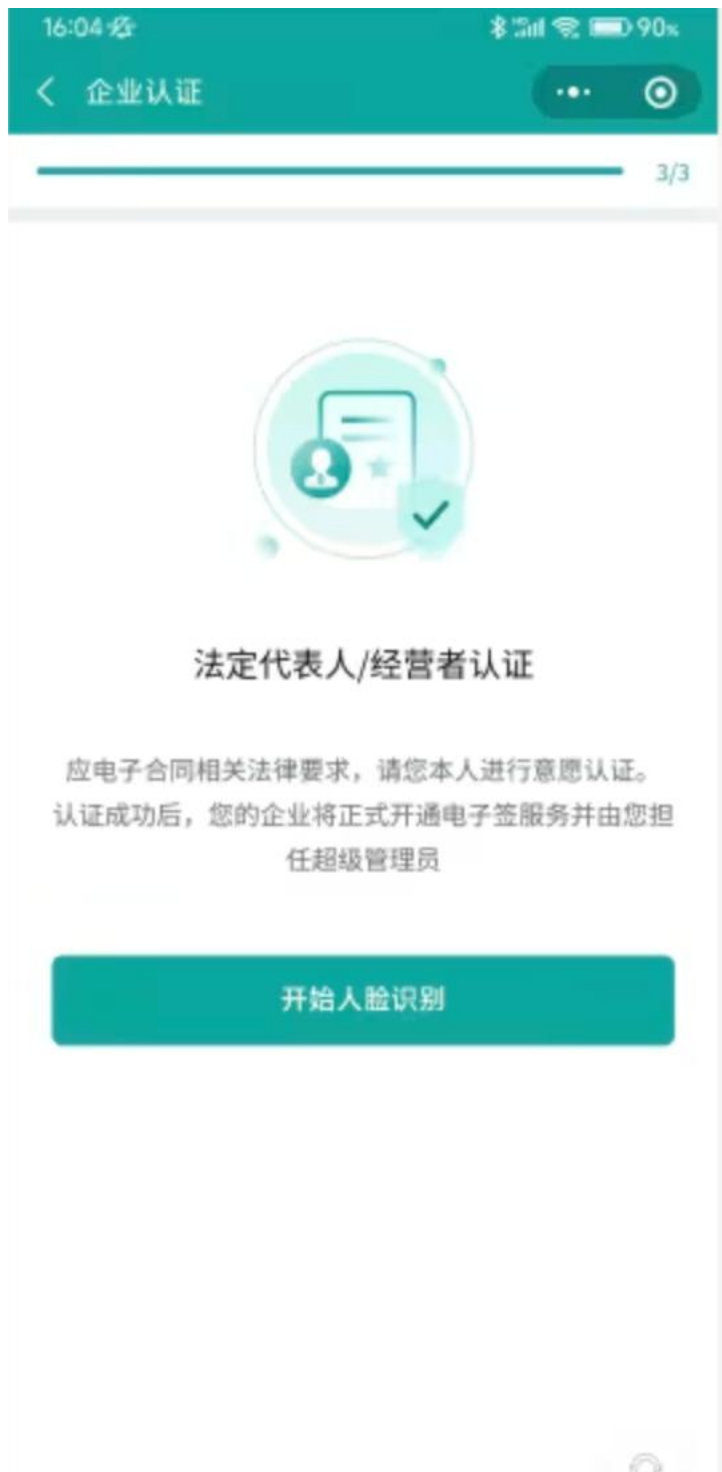 16:04
90%
企业认证
3/3
法定代表人/经营者认证
应电子合同相关法律要求，请您本人进行意愿认证。
认证成功后，您的企业将正式开通电子签服务并由您担
任超级管理员
开始人脸识别